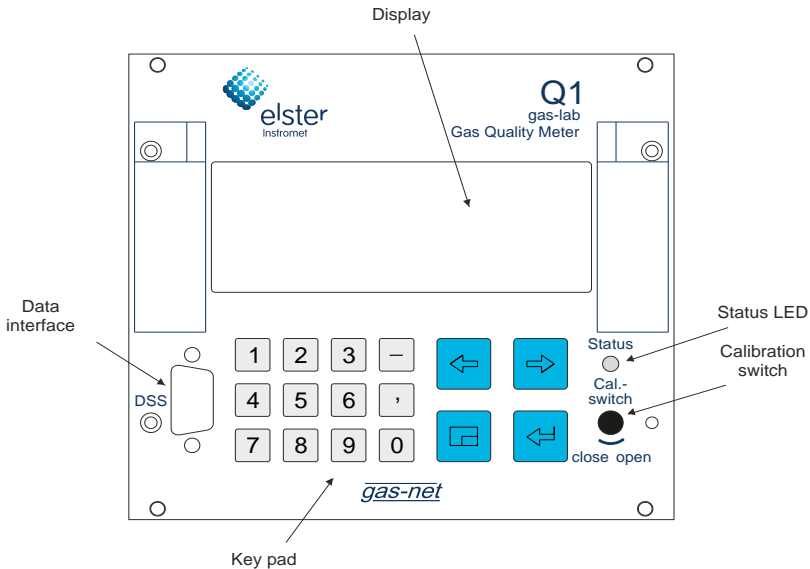 Display
elster
Instromet
Q1
gas-lab
Gas Quality Meter
Data
interface
Status LED
Calibration
switch
Status
Cal.-
switch
close open
DSS
1 2 3 –
4 5 6 ,
7 8 9 0
gas-net
Key pad